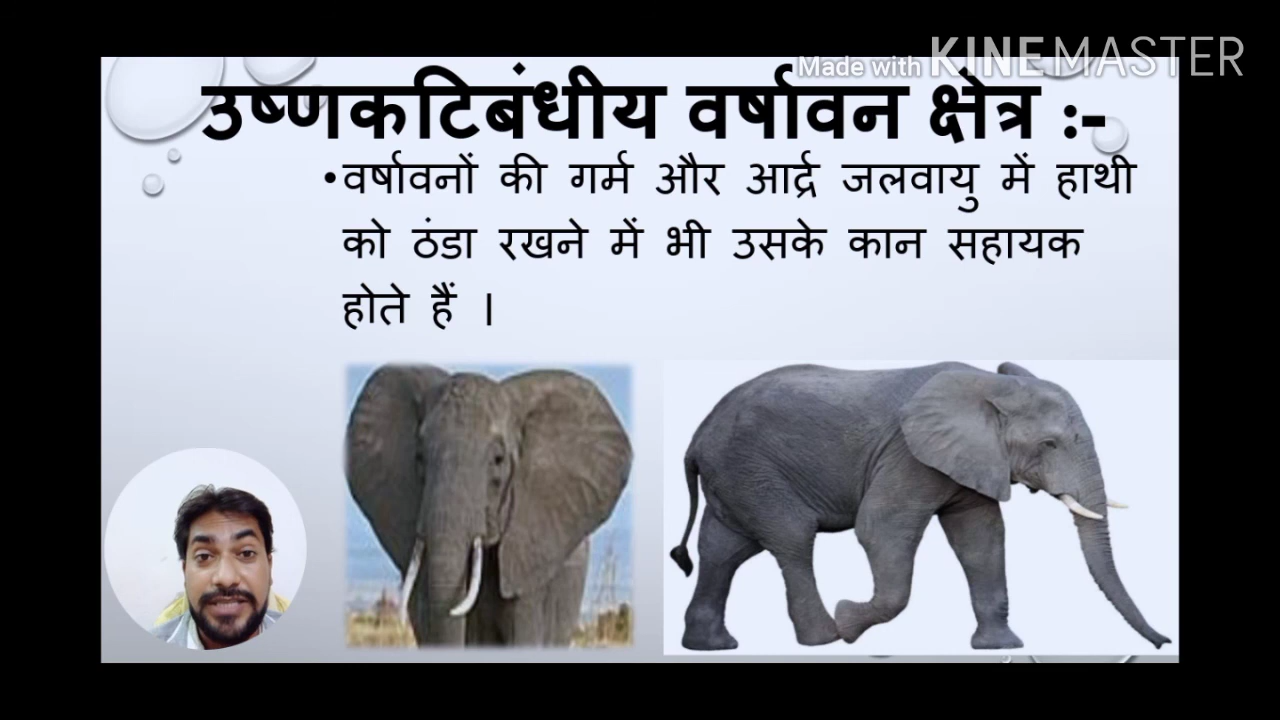 Made with KINEMASTER
उष्णकटिबंधीय वर्षावन क्षेत्र :-
•वर्षावनों की गर्म और आर्द्र जलवायु में हाथी
को ठंडा रखने में भी उसके कान सहायक
होते हैं ।